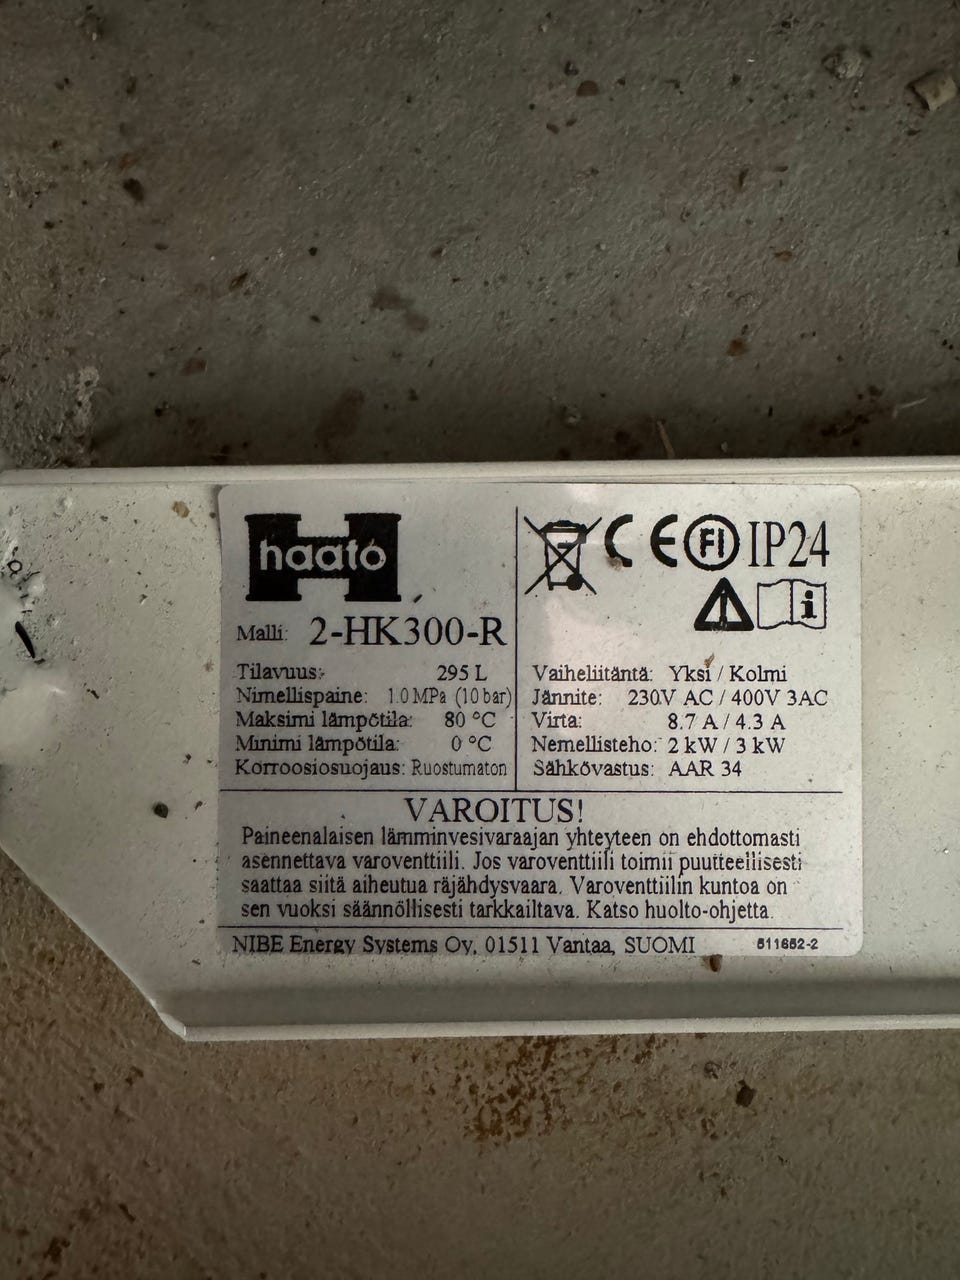 haato
Malli: 2-HK300-R
Tilavuus: 295 L
Nimellispaine: 1.0 MPa (10 bar)
Maksimi lämpötila: 80 °C
Minimi lämpötila: 0 °C
Korroosiosuojaus: Ruostumaton
CE FI IP24
i
Vaiheliitäntä: Yksi / Kolmi
Jännite: 230V AC / 400V 3AC
Virta: 8.7 A / 4.3 A
Nemellisteho: 2 kW / 3 kW
Sähkövastus: AAR 34
VAROITUS!
Paineenalaisen lämminvesivaraajan yhteyteen on ehdottomasti
asennettava varoventtiili. Jos varoventtiili toimii puutteellisesti
saattaa siitä aiheutua räjähdysvaara. Varoventtiilin kuntoa on
sen vuoksi säännöllisesti tarkkailtava. Katso huolto-ohjetta.
NIBE Energy Systems Oy, 01511 Vantaa, SUOMI 511652-2